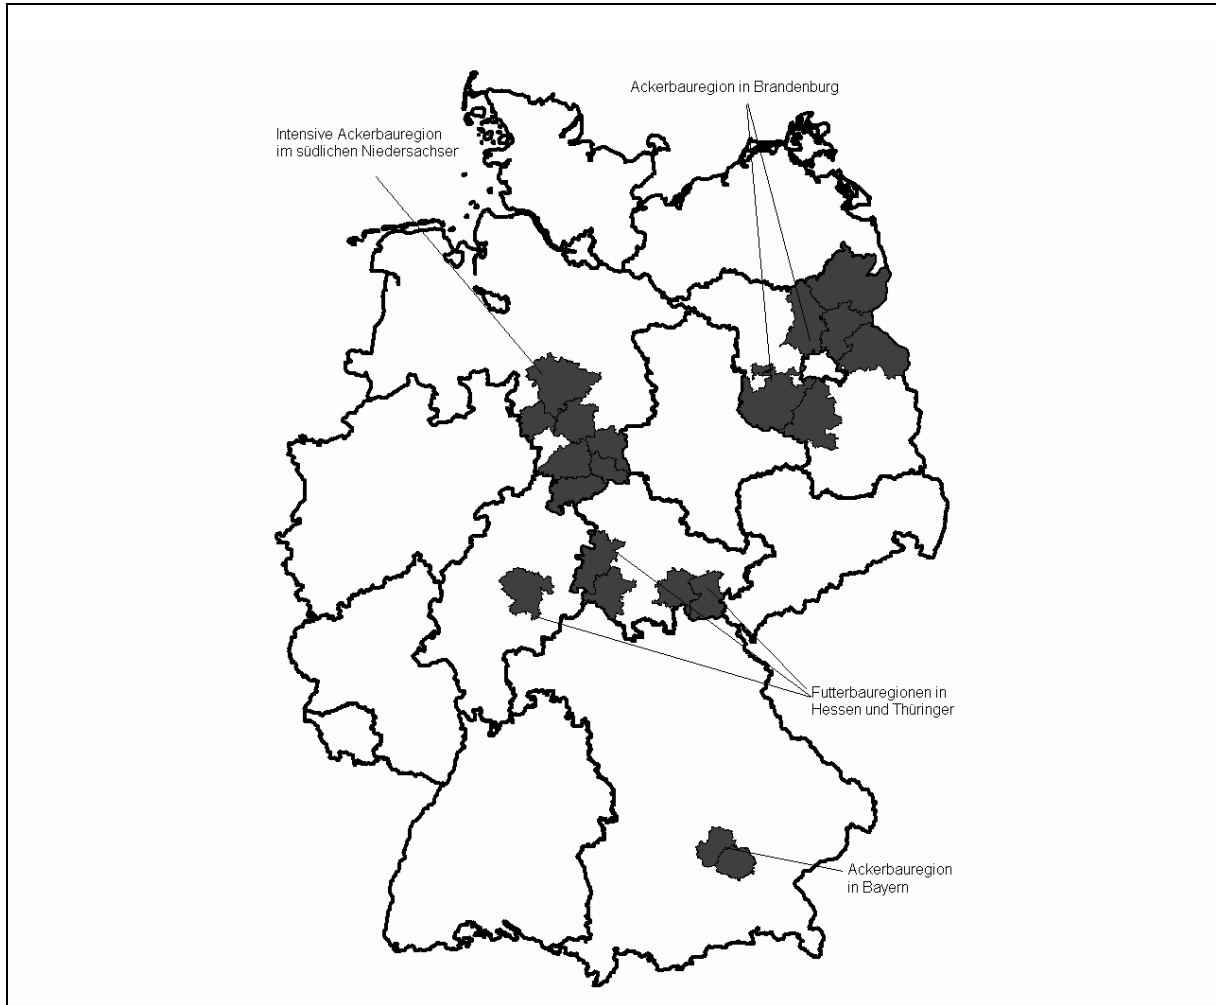 Ackerbauregion in Brandenburg
Intensive Ackerbauregion
im südlichen Niedersachser
Futterbauregionen in
Hessen und Thüringer
Ackerbauregion
in Bayern